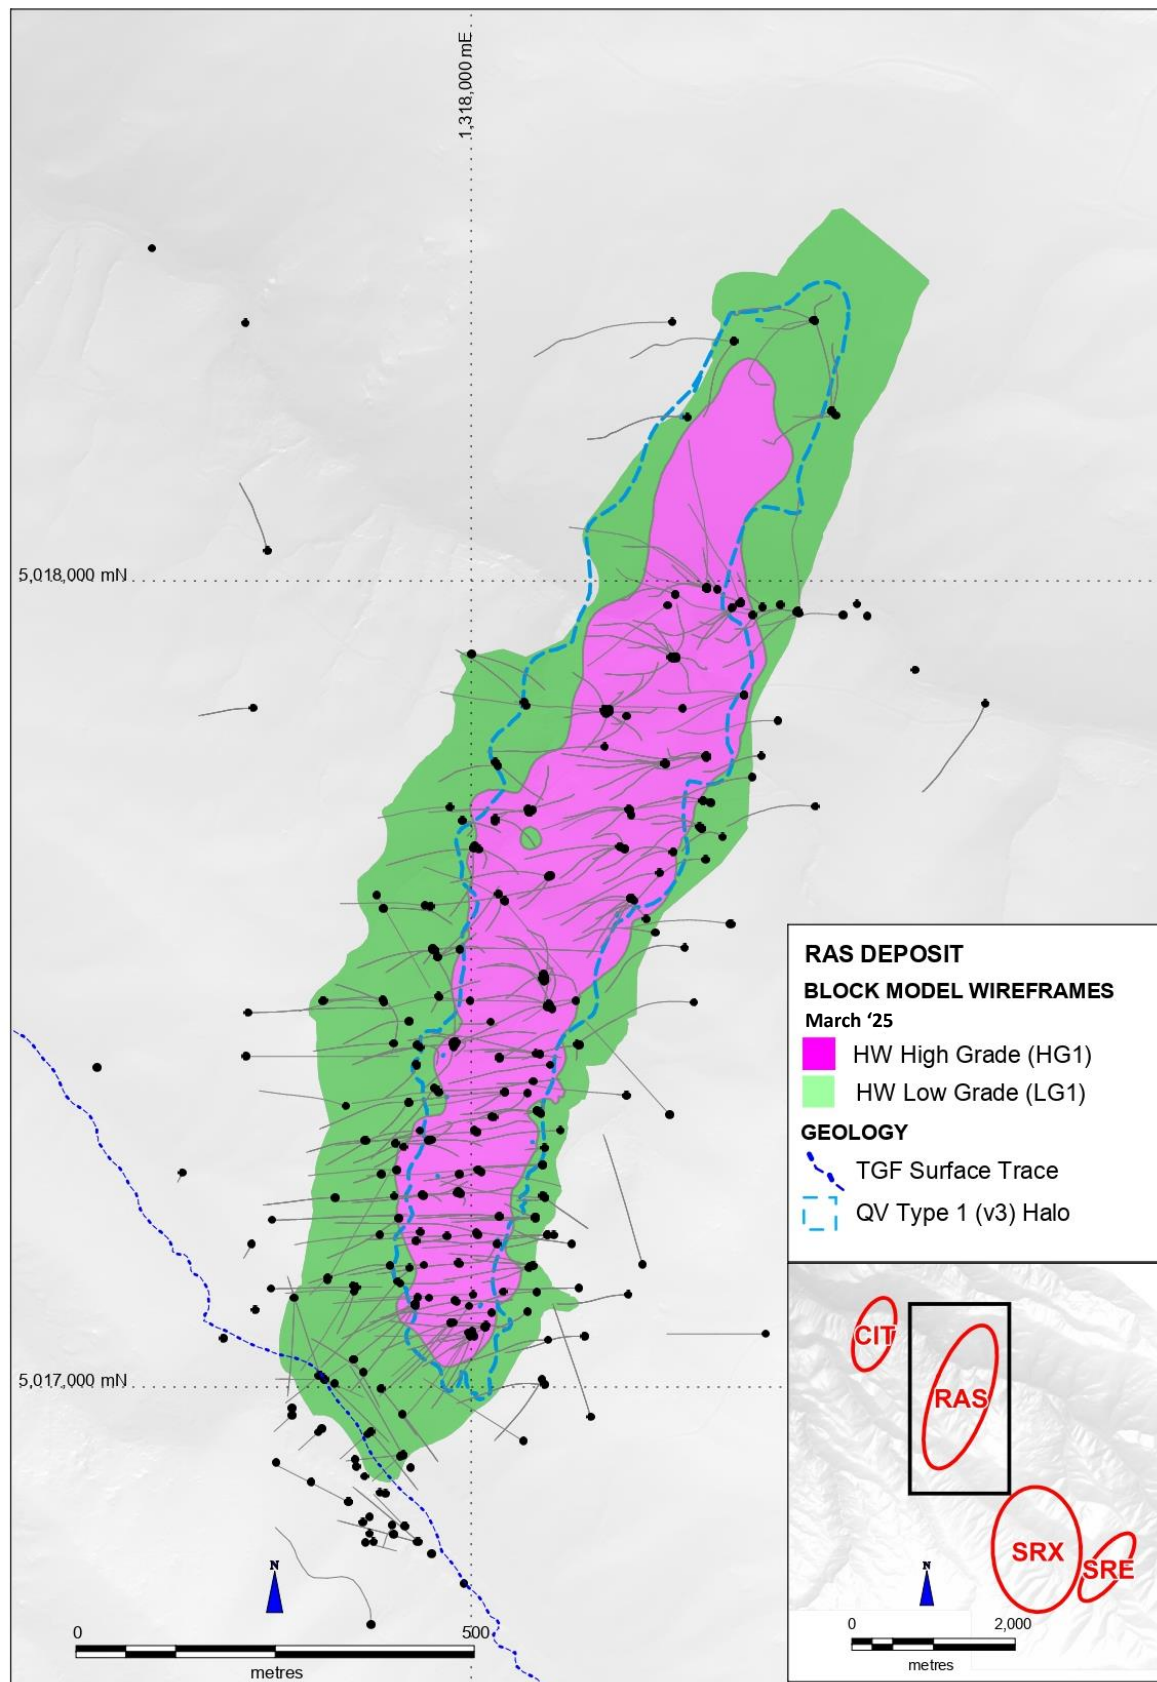 1,318,000 mE
5,018,000 mN
5,017,000 mN
N
0 500
metres
RAS DEPOSIT
BLOCK MODEL WIREFRAMES
March ‘25
HW High Grade (HG1)
HW Low Grade (LG1)
GEOLOGY
TGF Surface Trace
QV Type 1 (v3) Halo
CIT
RAS
SRX
SRE
N
0 2,000
metres